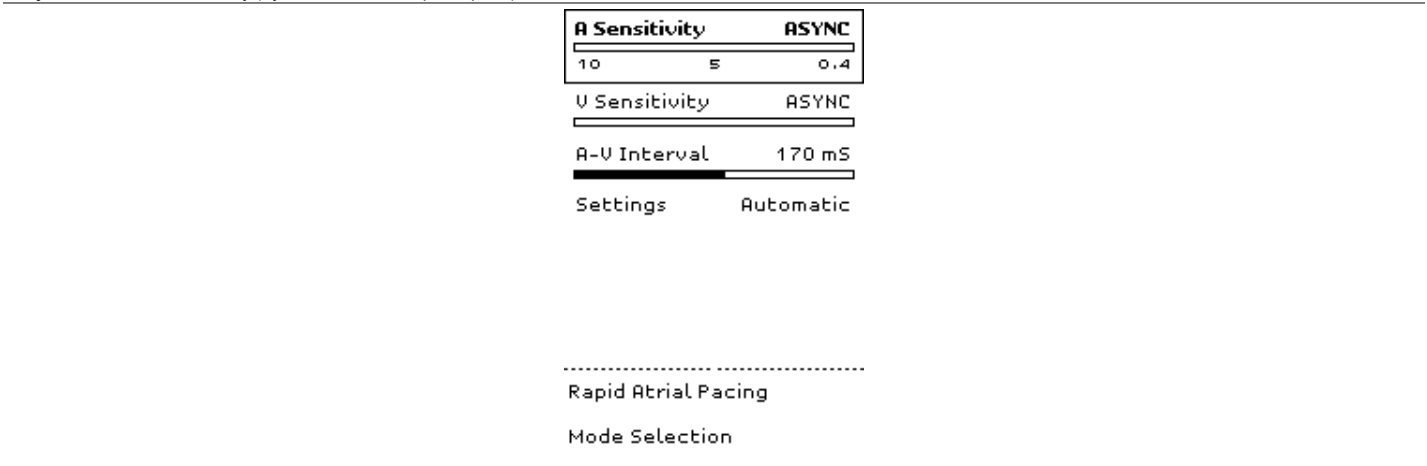 A Sensitivity ASYNC
10 5 0.4
V Sensitivity ASYNC
A-V Interval 170 mS
Settings Automatic
Rapid Atrial Pacing
Mode Selection